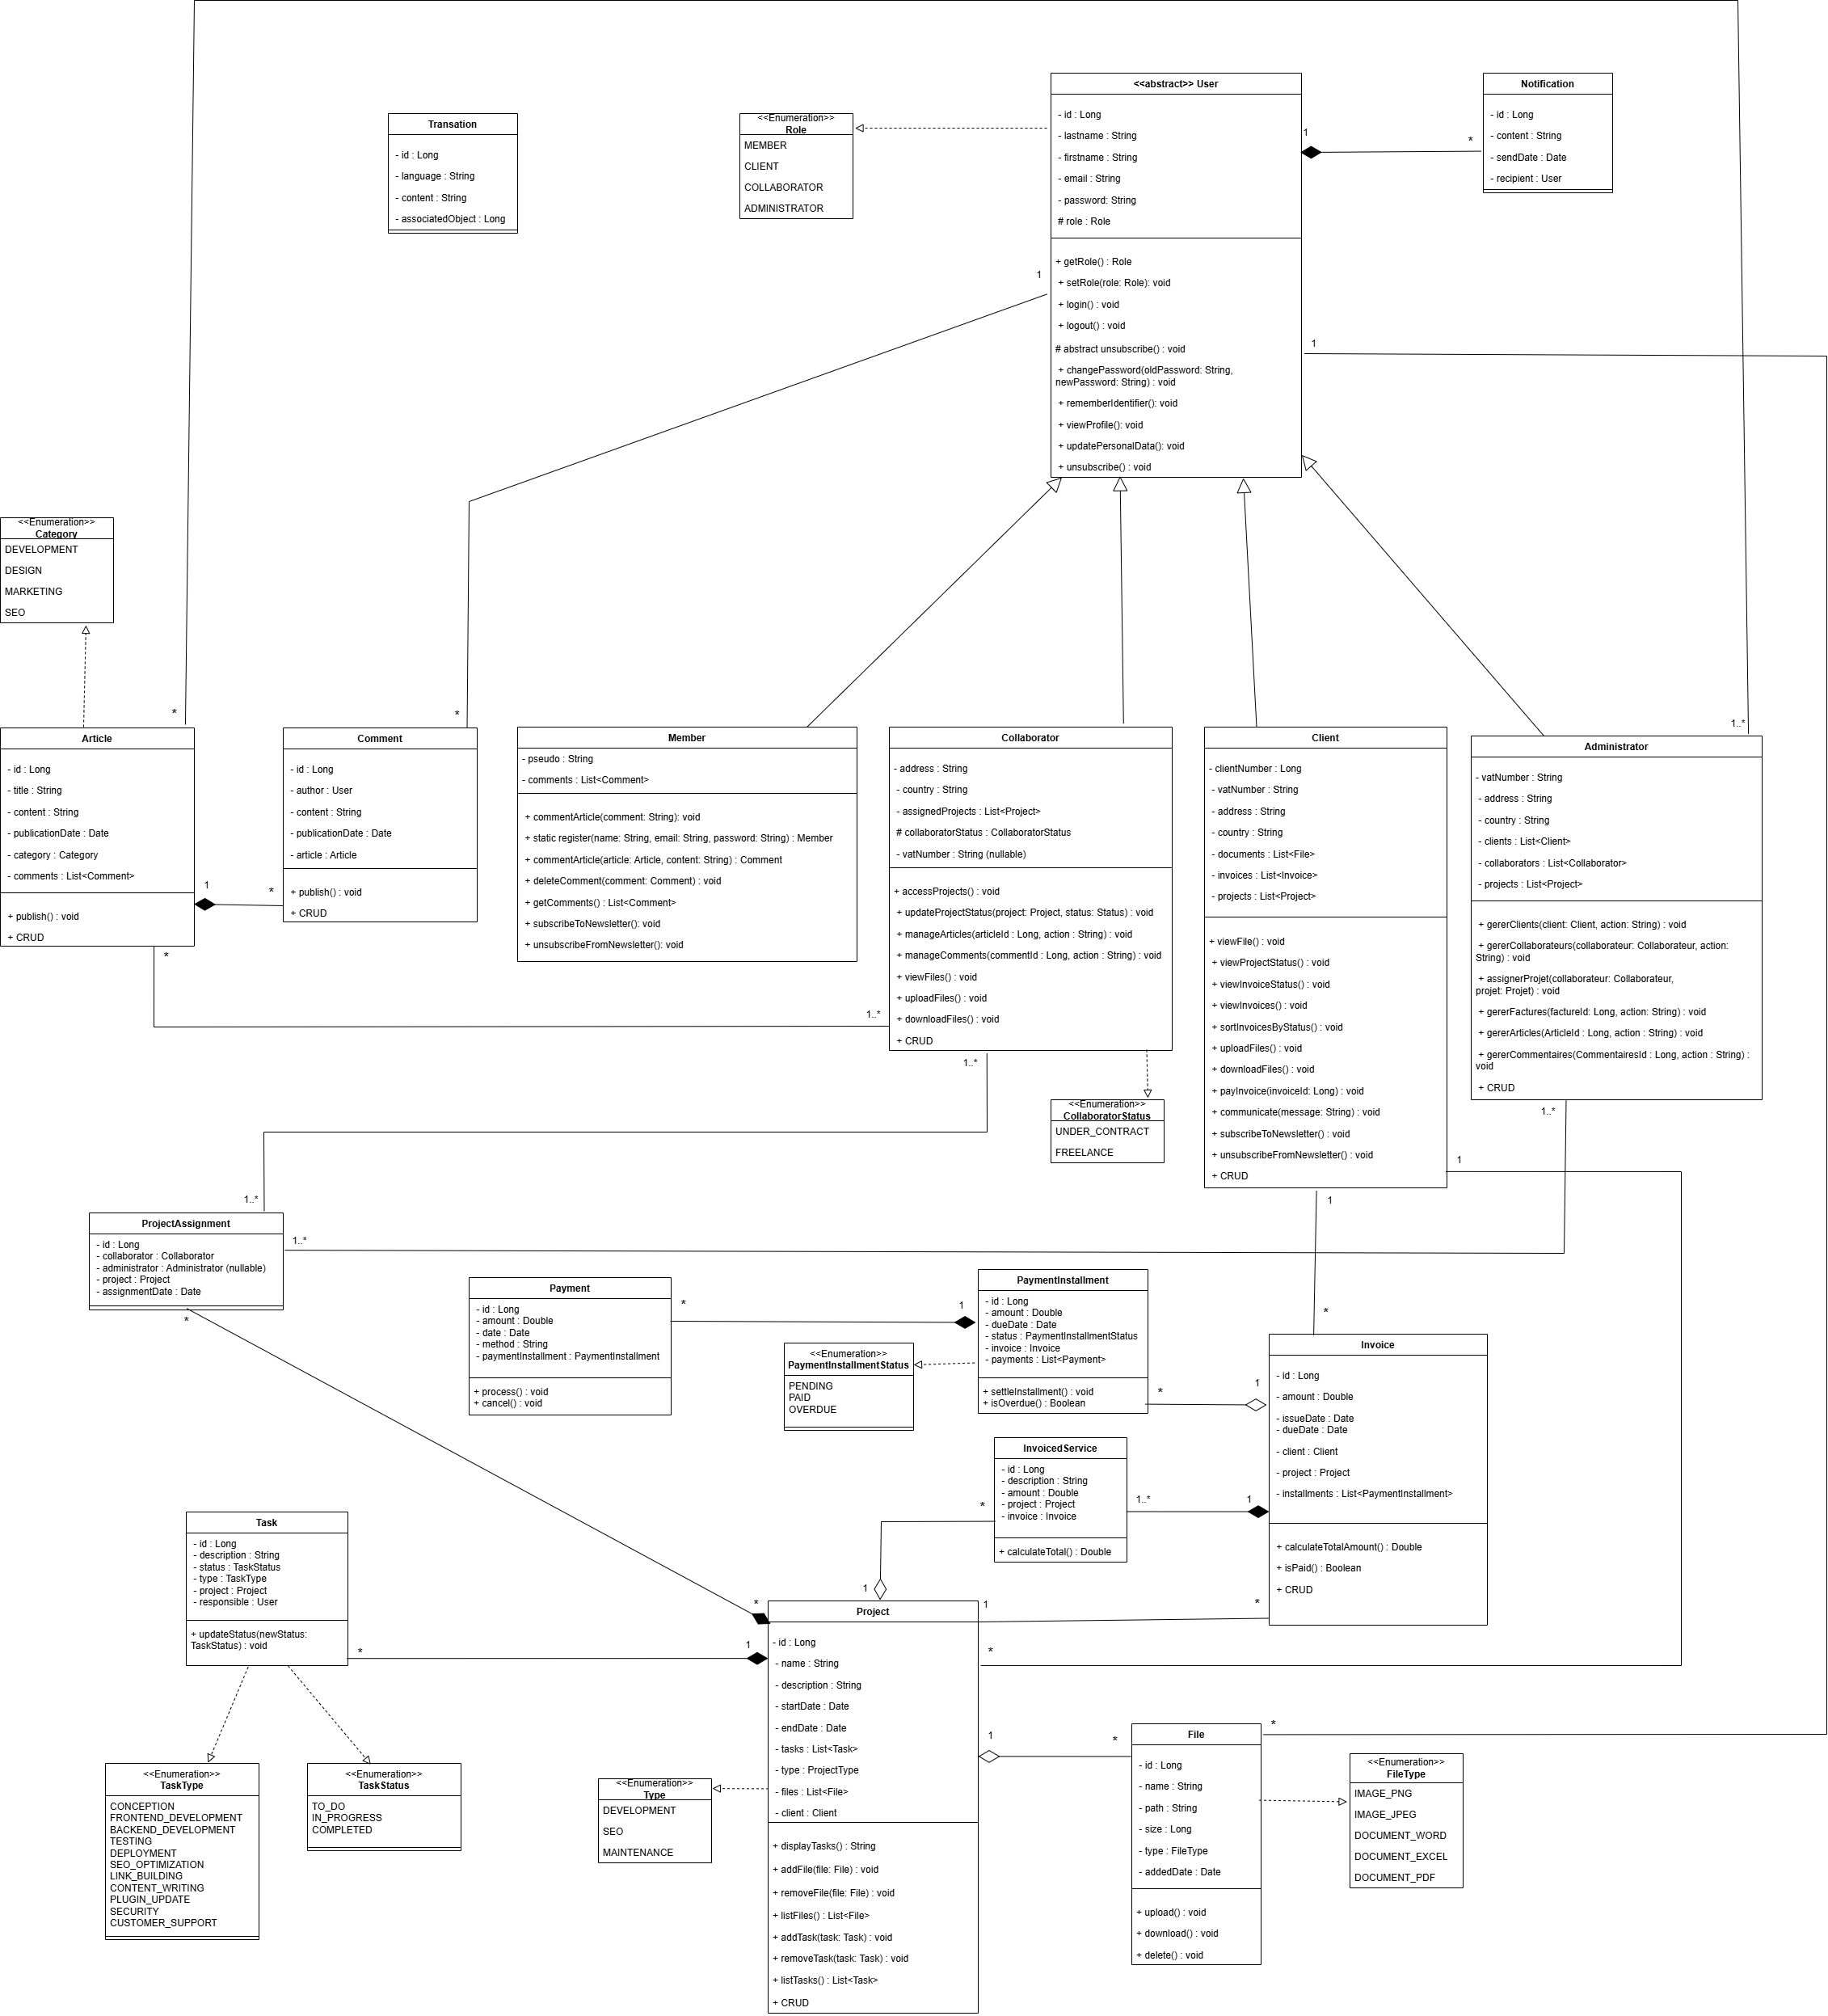 <<abstract>> User
- id : Long
- lastname : String
- firstname : String
- email : String
- password: String
# role : Role
+ getRole() : Role
+ setRole(role: Role): void
+ login() : void
+ logout() : void
# abstract unsubscribe() : void
+ changePassword(oldPassword: String,
newPassword: String) : void
+ rememberIdentifier(): void
+ viewProfile(): void
+ updatePersonalData(): void
+ unsubscribe() : void
1
1
1
*
Notification
- id : Long
- content : String
- sendDate : Date
- recipient : User
Transation
- id : Long
- language : String
- content : String
- associatedObject : Long
<<Enumeration>>
Role
MEMBER
CLIENT
COLLABORATOR
ADMINISTRATOR
<<Enumeration>>
Category
DEVELOPMENT
DESIGN
MARKETING
SEO
*
*
1..*
Article
- id : Long
- title : String
- content : String
- publicationDate : Date
- category : Category
- comments : List<Comment>
+ publish() : void
+ CRUD
1
*
*
Comment
- id : Long
- author : User
- content : String
- publicationDate : Date
- article : Article
+ publish() : void
+ CRUD
Member
- pseudo : String
- comments : List<Comment>
+ commentArticle(comment: String): void
+ static register(name: String, email: String, password: String) : Member
+ commentArticle(article: Article, content: String) : Comment
+ deleteComment(comment: Comment) : void
+ getComments() : List<Comment>
+ subscribeToNewsletter(): void
+ unsubscribeFromNewsletter(): void
Collaborator
- address : String
- country : String
- assignedProjects : List<Project>
# collaboratorStatus : CollaboratorStatus
- vatNumber : String (nullable)
+ accessProjects() : void
+ updateProjectStatus(project: Project, status: Status) : void
+ manageArticles(articleId : Long, action : String) : void
+ manageComments(commentId : Long, action : String) : void
+ viewFiles() : void
+ uploadFiles() : void
+ downloadFiles() : void
+ CRUD
1..*
1..*
Client
- clientNumber : Long
- vatNumber : String
- address : String
- country : String
- documents : List<File>
- invoices : List<Invoice>
- projects : List<Project>
+ viewFile() : void
+ viewProjectStatus() : void
+ viewInvoiceStatus() : void
+ viewInvoices() : void
+ sortInvoicesByStatus() : void
+ uploadFiles() : void
+ downloadFiles() : void
+ payInvoice(invoiceId: Long) : void
+ communicate(message: String) : void
+ subscribeToNewsletter() : void
+ unsubscribeFromNewsletter() : void
+ CRUD
1
1
Administrator
- vatNumber : String
- address : String
- country : String
- clients : List<Client>
- collaborators : List<Collaborator>
- projects : List<Project>
+ gererClients(client: Client, action: String) : void
+ gererCollaborateurs(collaborateur: Collaborateur, action:
String) : void
+ assignerProjet(collaborateur: Collaborateur,
projet: Projet) : void
+ gererFactures(factureId: Long, action: String) : void
+ gererArticles(ArticleId : Long, action : String) : void
+ gererCommentaires(CommentairesId : Long, action : String) :
void
+ CRUD
1..*
<<Enumeration>>
CollaboratorStatus
UNDER_CONTRACT
FREELANCE
1..*
1..*
ProjectAssignment
- id : Long
- collaborator : Collaborator
- administrator : Administrator (nullable)
- project : Project
- assignmentDate : Date
*
Payment
- id : Long
- amount : Double
- date : Date
- method : String
- paymentInstallment : PaymentInstallment
+ process() : void
+ cancel() : void
*
1
<<Enumeration>>
PaymentInstallmentStatus
PENDING
PAID
OVERDUE
PaymentInstallment
- id : Long
- amount : Double
- dueDate : Date
- status : PaymentInstallmentStatus
- invoice : Invoice
- payments : List<Payment>
+ settleInstallment() : void
+ isOverdue() : Boolean
*
1
*
Invoice
- id : Long
- amount : Double
- issueDate : Date
- dueDate : Date
- client : Client
- project : Project
- installments : List<PaymentInstallment>
+ calculateTotalAmount() : Double
+ isPaid() : Boolean
+ CRUD
InvoicedService
- id : Long
- description : String
- amount : Double
- project : Project
- invoice : Invoice
+ calculateTotal() : Double
*
1..*
1
Task
- id : Long
- description : String
- status : TaskStatus
- type : TaskType
- project : Project
- responsible : User
+ updateStatus(newStatus:
TaskStatus) : void
*
1
*
1
1
*
*
Project
- id : Long
- name : String
- description : String
- startDate : Date
- endDate : Date
- tasks : List<Task>
- type : ProjectType
- files : List<File>
- client : Client
+ displayTasks() : String
+ addFile(file: File) : void
+ removeFile(file: File) : void
+ listFiles() : List<File>
+ addTask(task: Task) : void
+ removeTask(task: Task) : void
+ listTasks() : List<Task>
+ CRUD
1
*
*
File
- id : Long
- name : String
- path : String
- size : Long
- type : FileType
- addedDate : Date
+ upload() : void
+ download() : void
+ delete() : void
<<Enumeration>>
FileType
IMAGE_PNG
IMAGE_JPEG
DOCUMENT_WORD
DOCUMENT_EXCEL
DOCUMENT_PDF
<<Enumeration>>
TaskType
CONCEPTION
FRONTEND_DEVELOPMENT
BACKEND_DEVELOPMENT
TESTING
DEPLOYMENT
SEO_OPTIMIZATION
LINK_BUILDING
CONTENT_WRITING
PLUGIN_UPDATE
SECURITY
CUSTOMER_SUPPORT
<<Enumeration>>
TaskStatus
TO_DO
IN_PROGRESS
COMPLETED
<<Enumeration>>
Type
DEVELOPMENT
SEO
MAINTENANCE